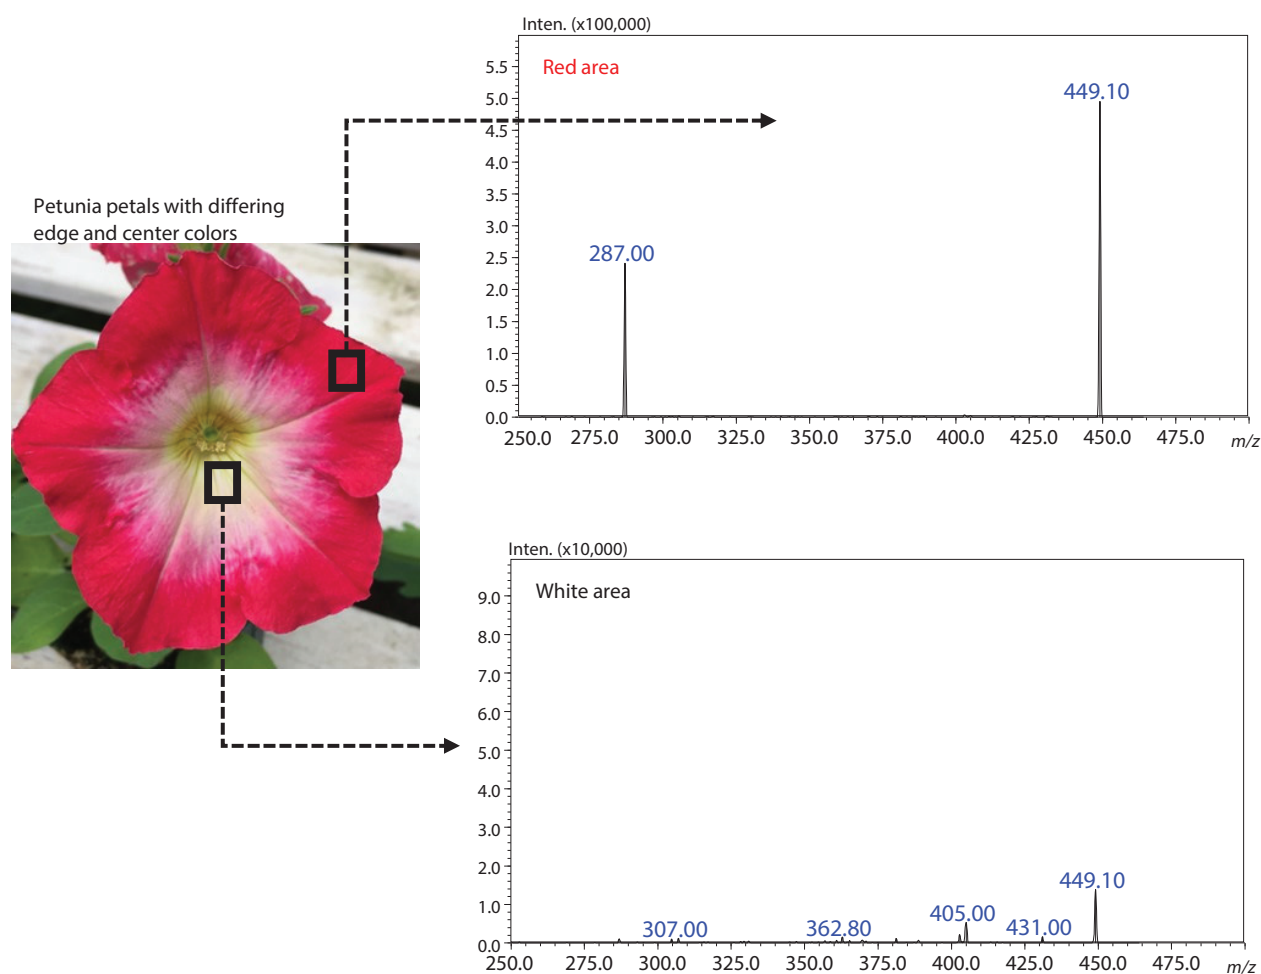 Inten. (x100,000)
Red area
5.5
5.0
4.5
4.0
3.5
3.0
2.5
2.0
1.5
1.0
0.5
0.0
449.10
287.00
250.0 275.0 300.0 325.0 350.0 375.0 400.0 425.0 450.0 475.0 m/z
Petunia petals with differing
edge and center colors
Inten. (x10,000)
White area
9.0
8.0
7.0
6.0
5.0
4.0
3.0
2.0
1.0
0.0
449.10
405.00
307.00 362.80 431.00
250.0 275.0 300.0 325.0 350.0 375.0 400.0 425.0 450.0 475.0 m/z